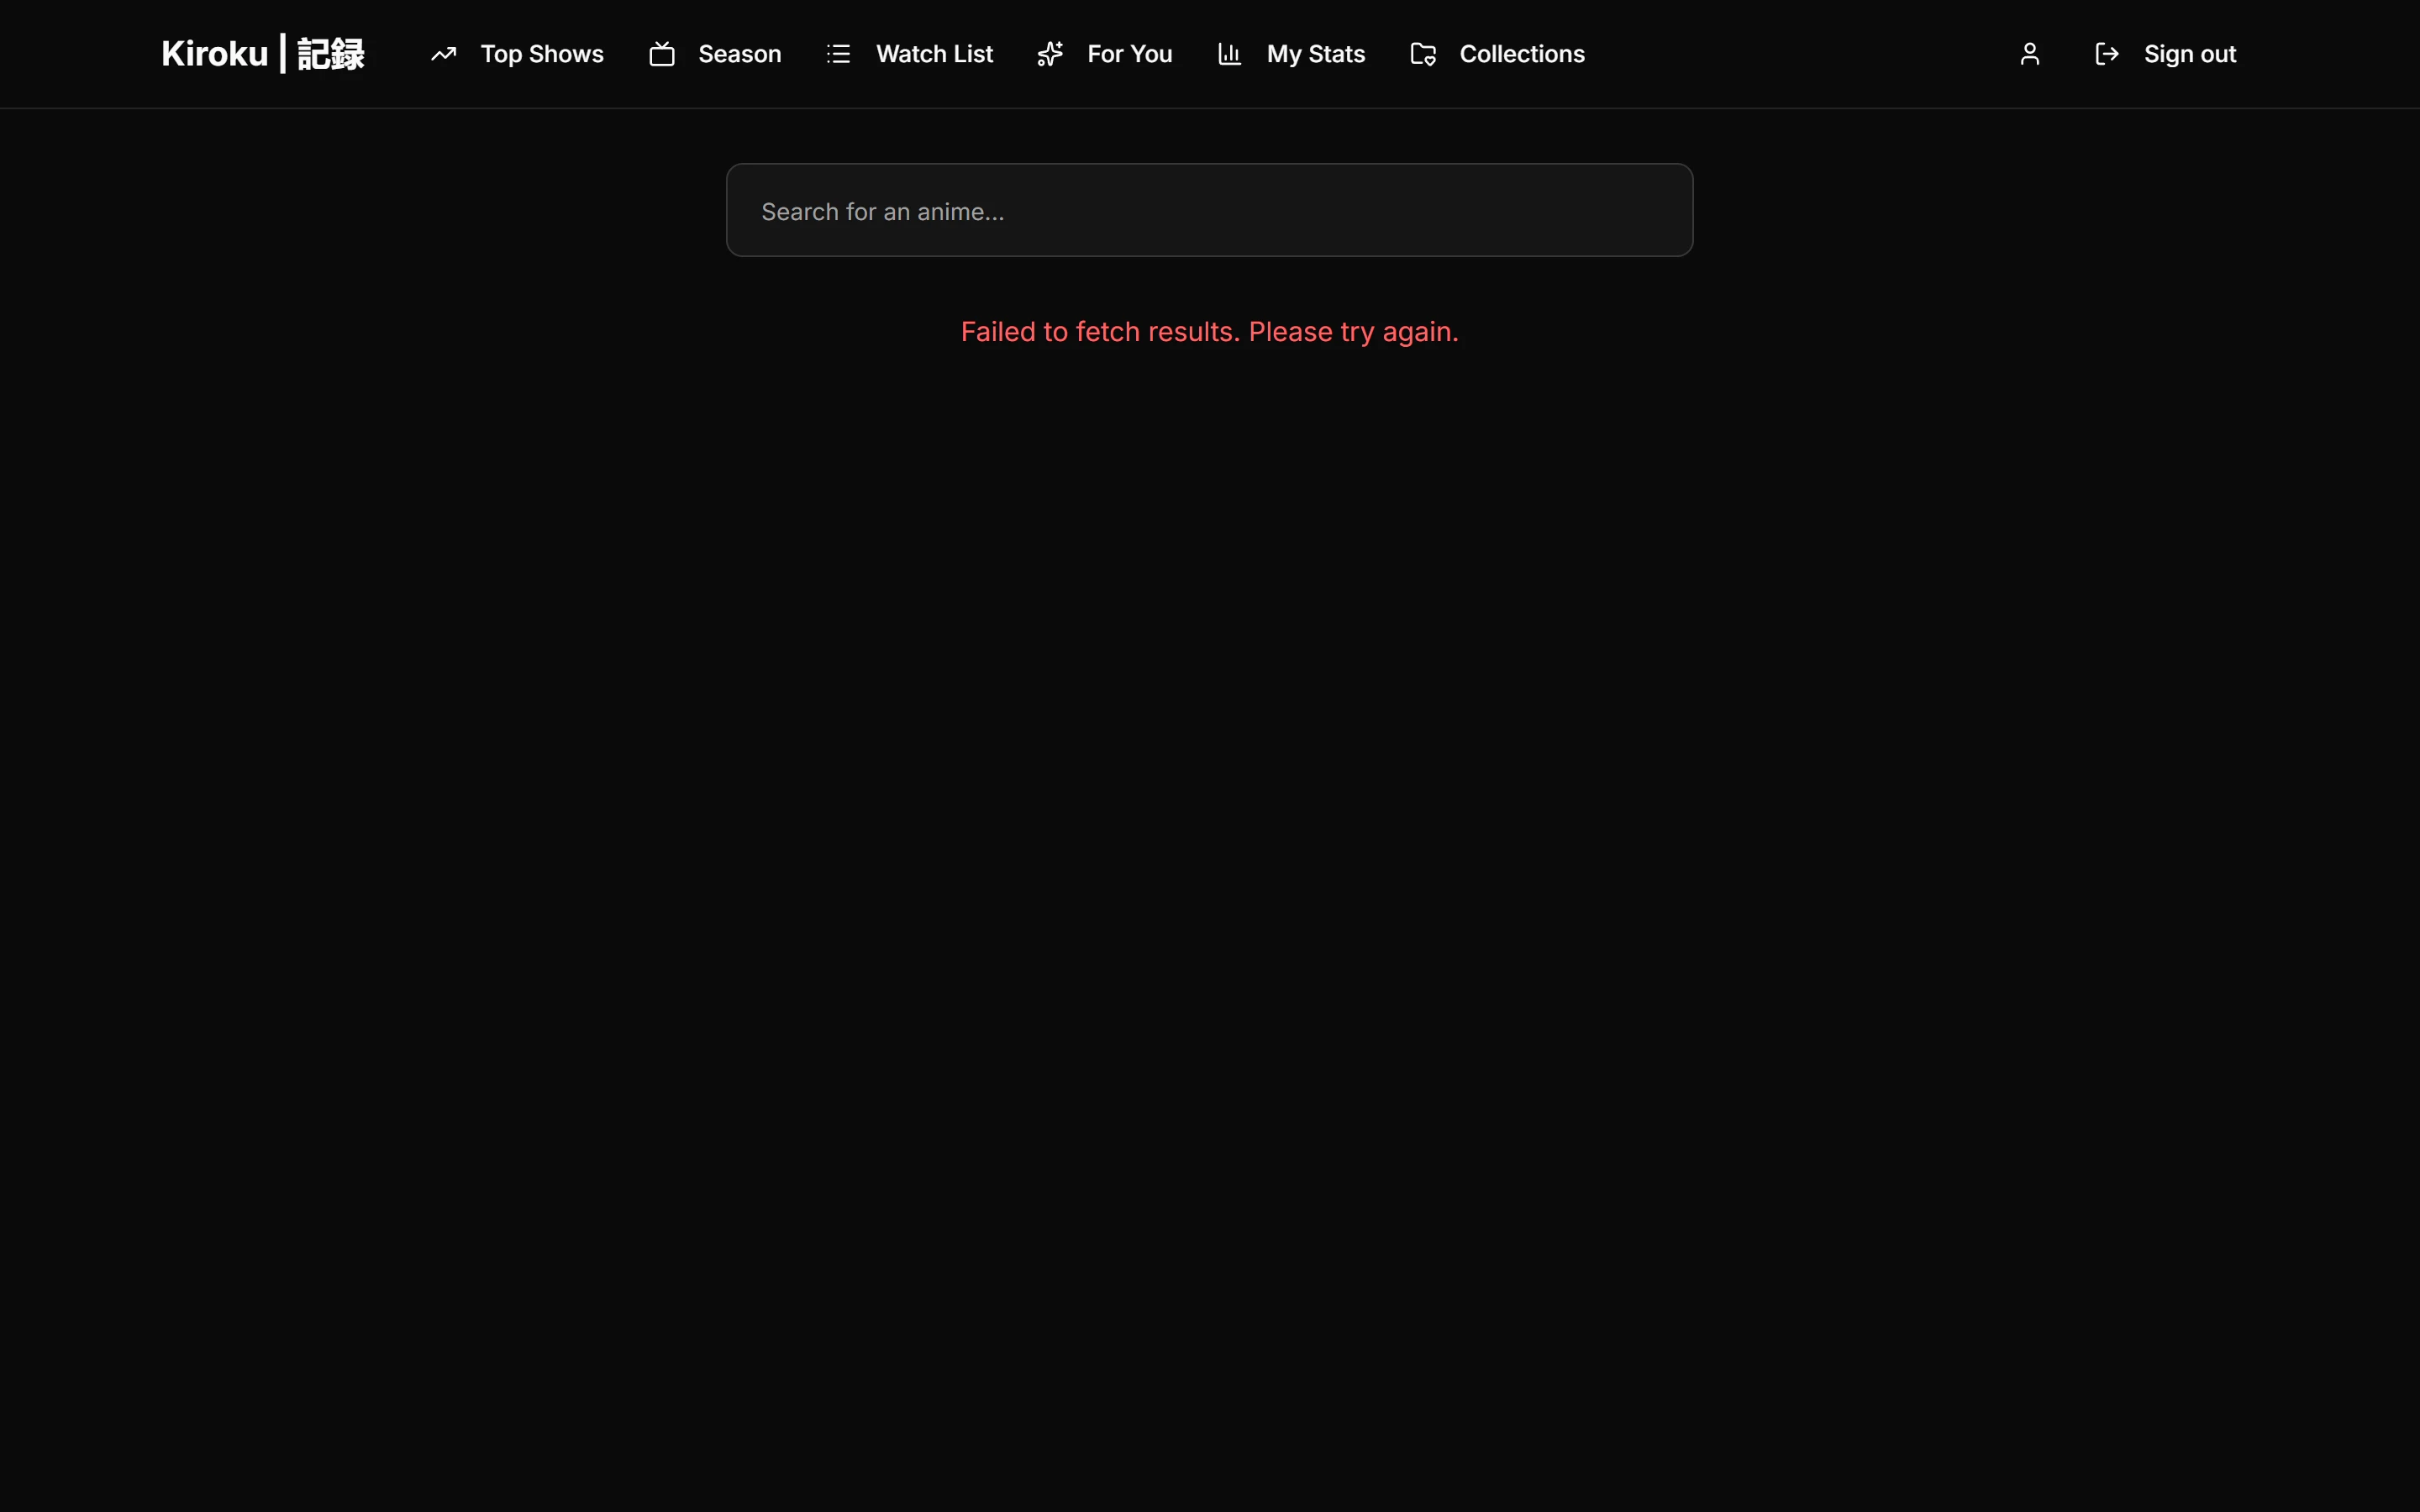 Kiroku | 記録 Top Shows Season Watch List For You My Stats Collections Sign out
Search for an anime...
Failed to fetch results. Please try again.